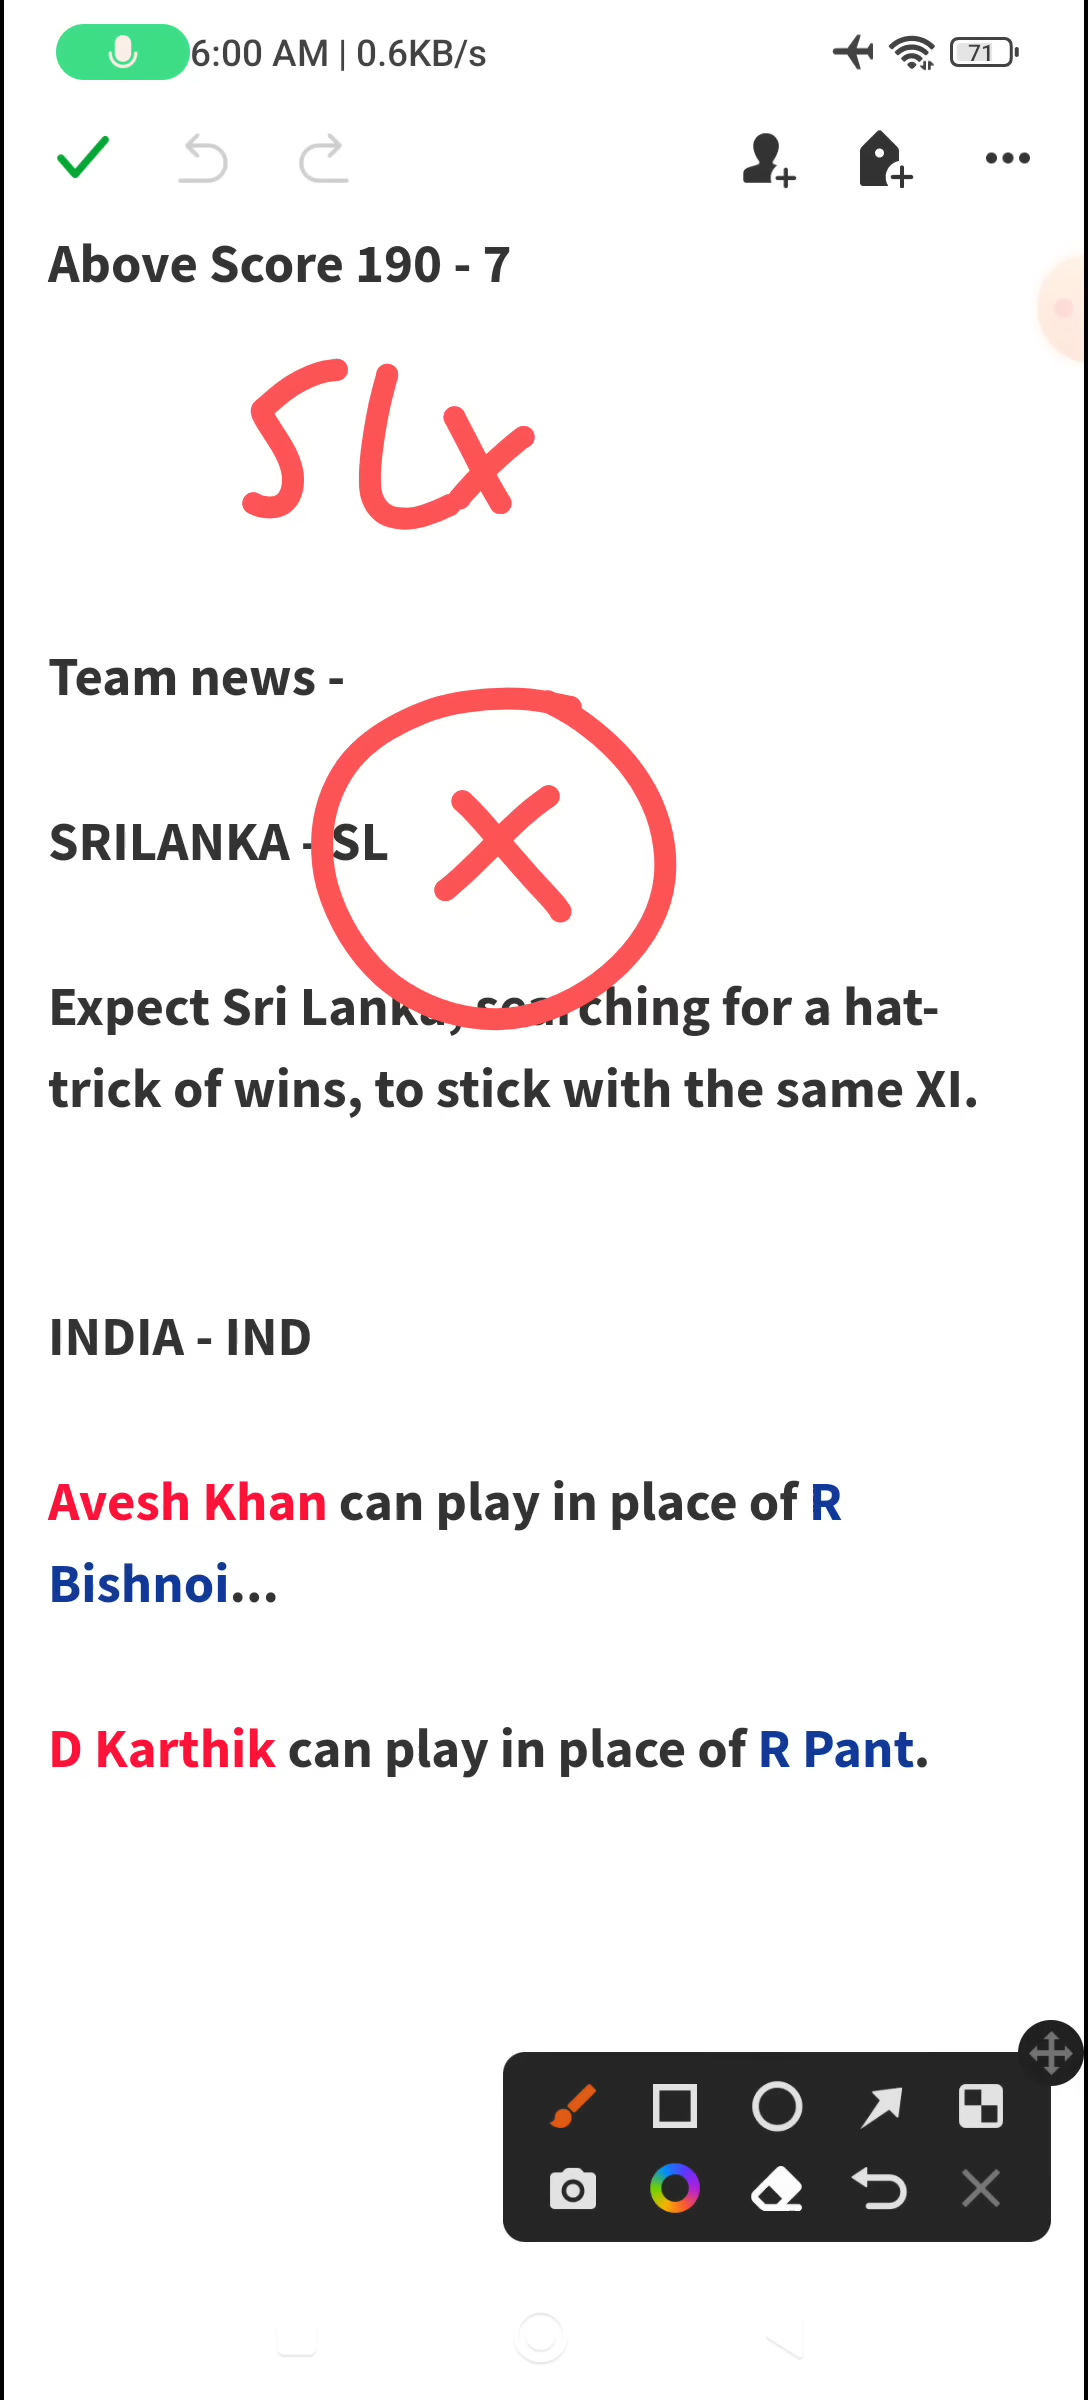 6:00 AM | 0.6KB/s
71
Above Score 190 - 7
SLx
Team news -
SRILANKA - SL
X
Expect Sri Lanka, searching for a hat-
trick of wins, to stick with the same XI.
INDIA - IND
Avesh Khan can play in place of R
Bishnoi...
D Karthik can play in place of R Pant.